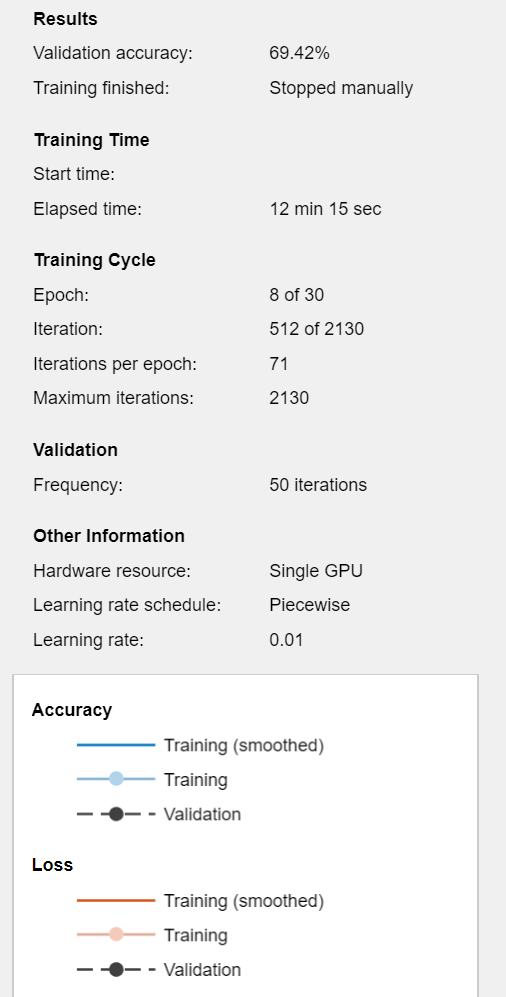 Results
Validation accuracy: 69.42%
Training finished: Stopped manually
Training Time
Start time:
Elapsed time: 12 min 15 sec
Training Cycle
Epoch: 8 of 30
Iteration: 512 of 2130
Iterations per epoch: 71
Maximum iterations: 2130
Validation
Frequency: 50 iterations
Other Information
Hardware resource: Single GPU
Learning rate schedule: Piecewise
Learning rate: 0.01
Accuracy
Training (smoothed)
Training
Validation
Loss
Training (smoothed)
Training
Validation